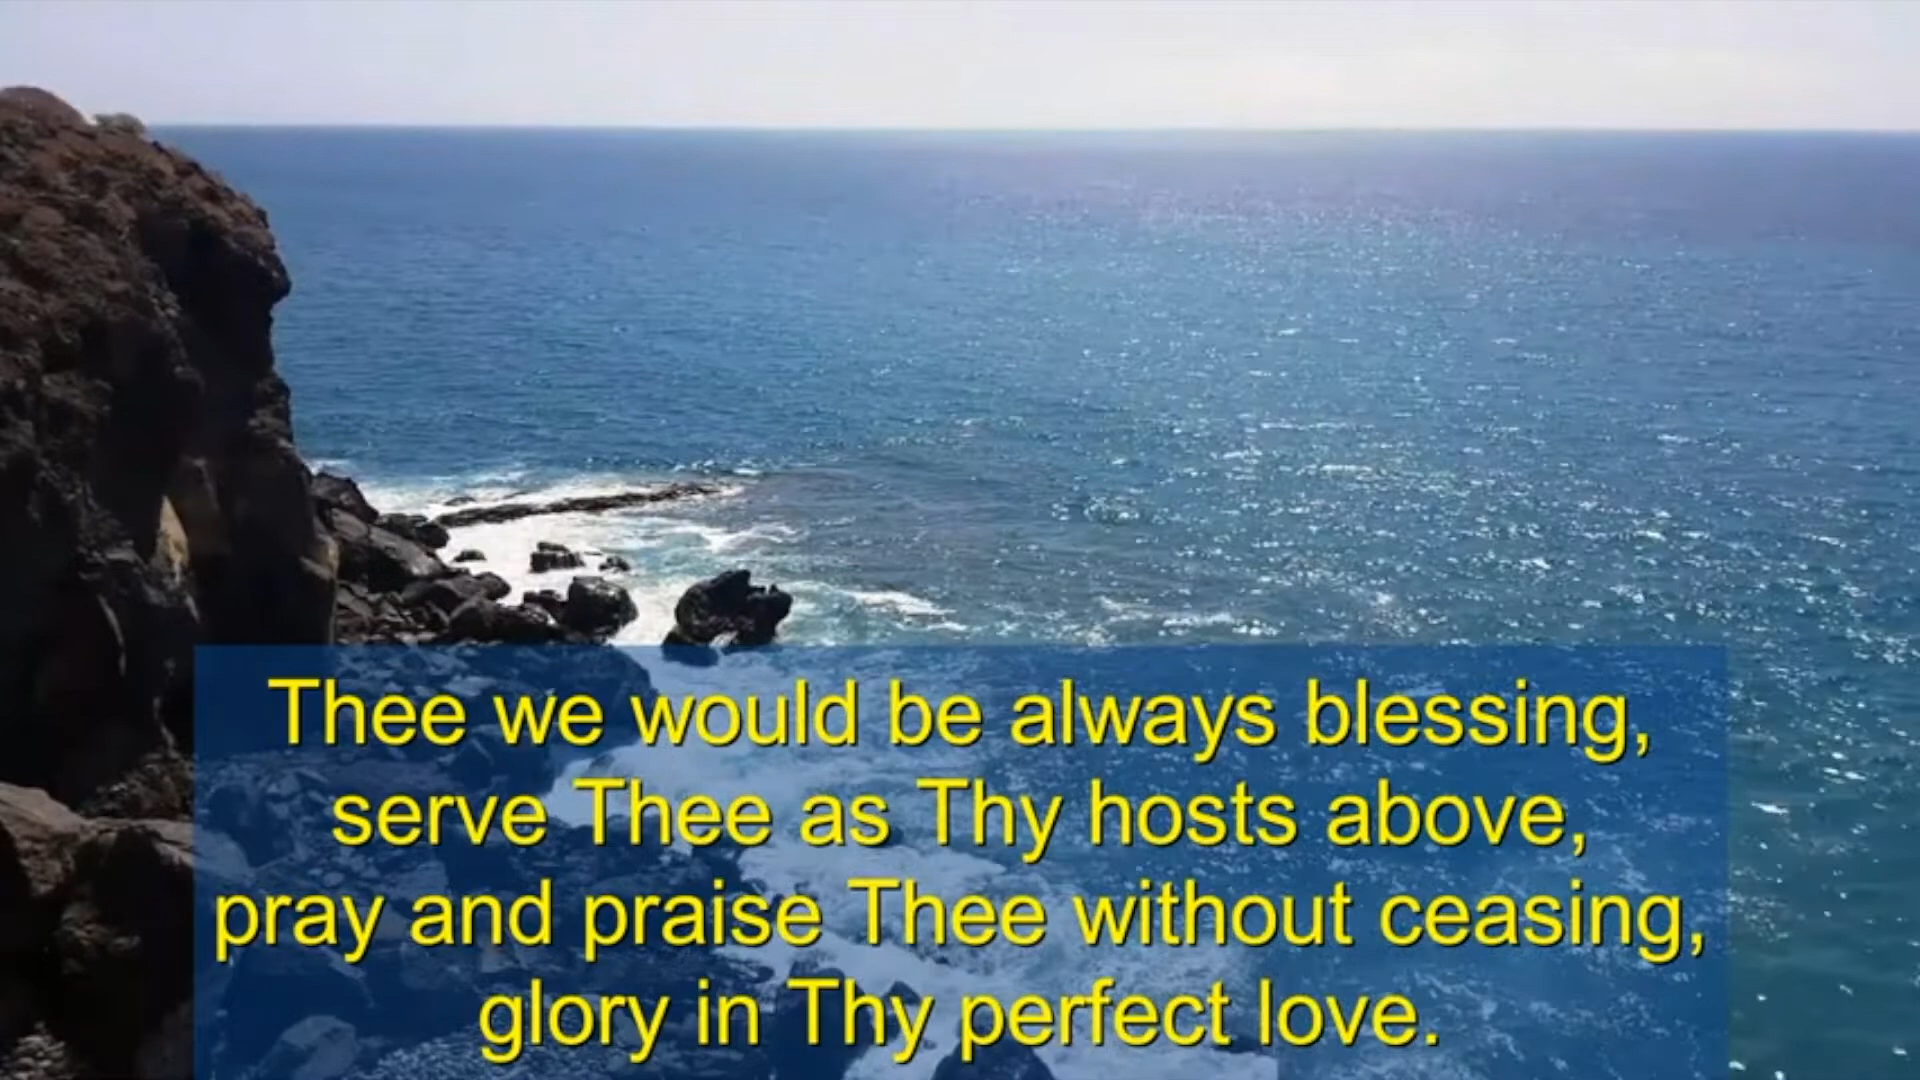 Thee we would be always blessing,
serve Thee as Thy hosts above,
pray and praise Thee without ceasing,
glory in Thy perfect love.